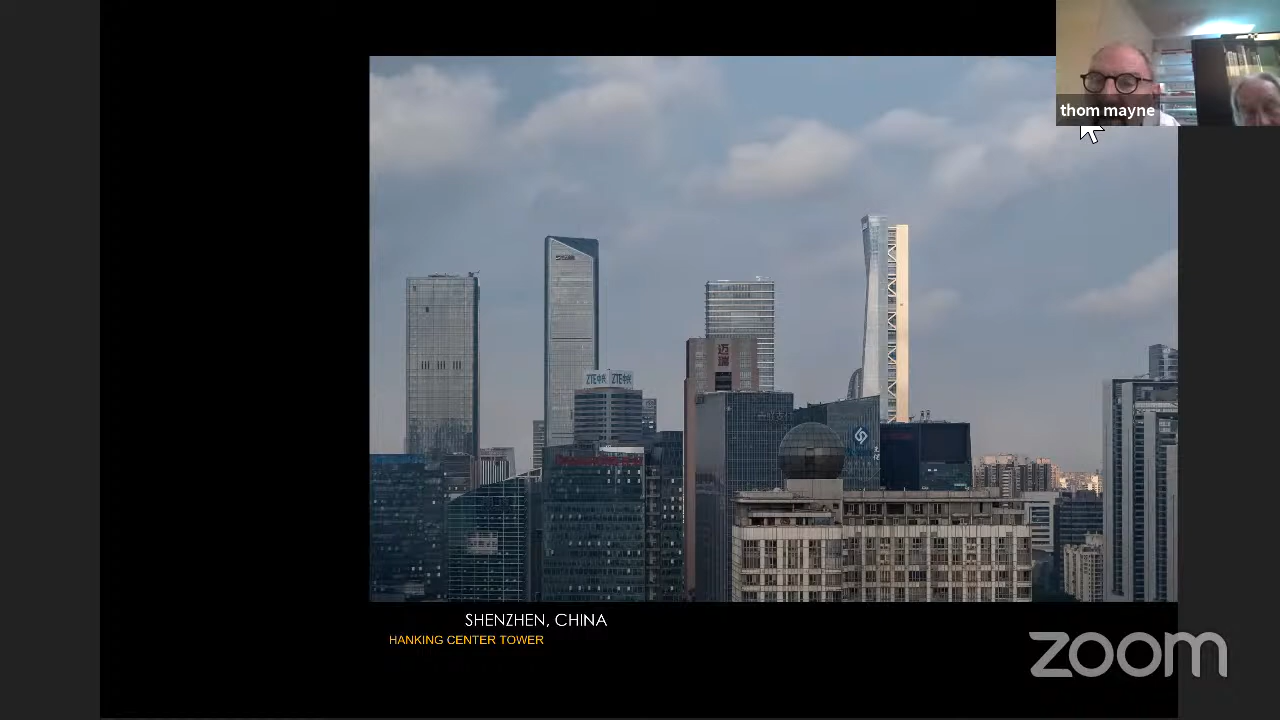 thom mayne
迈瑞
ZTE中兴 ZTE中兴
SHENZHEN, CHINA
HANKING CENTER TOWER
zoom